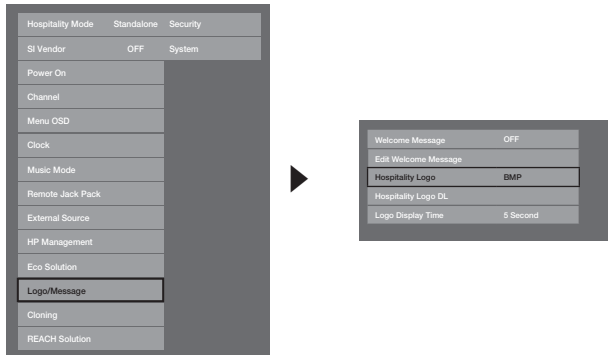 Hospitality Mode Standalone Security
SI Vendor OFF System
Power On
Channel
Menu OSD
Clock
Music Mode
Remote Jack Pack
External Source
HP Management
Eco Solution
Logo/Message
Cloning
REACH Solution
Welcome Message OFF
Edit Welcome Message
Hospitality Logo BMP
Hospitality Logo DL
Logo Display Time 5 Second